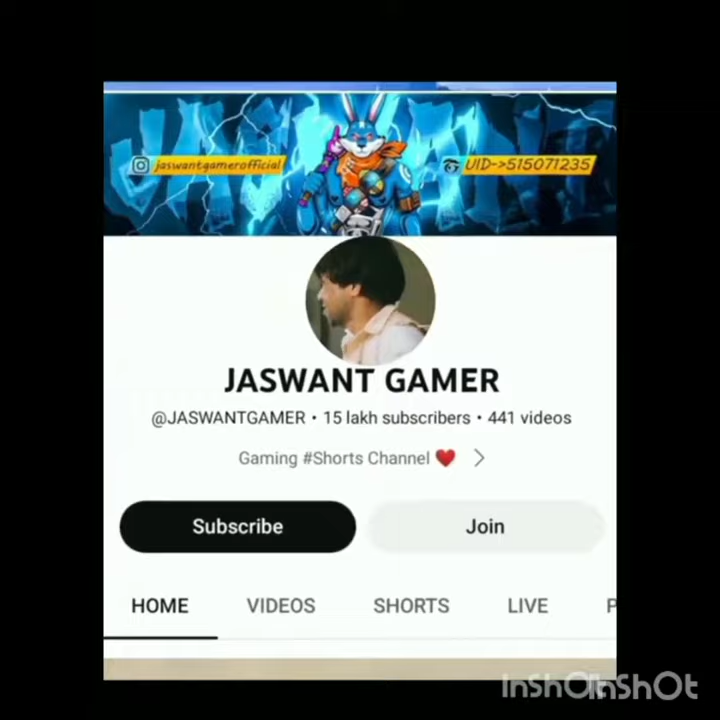 jaswantgamerofficial
UID->515071235
JASWANT GAMER
@JASWANTGAMER • 15 lakh subscribers • 441 videos
Gaming #Shorts Channel ❤️ >
Subscribe
Join
HOME VIDEOS SHORTS LIVE P
InShOt InShOt